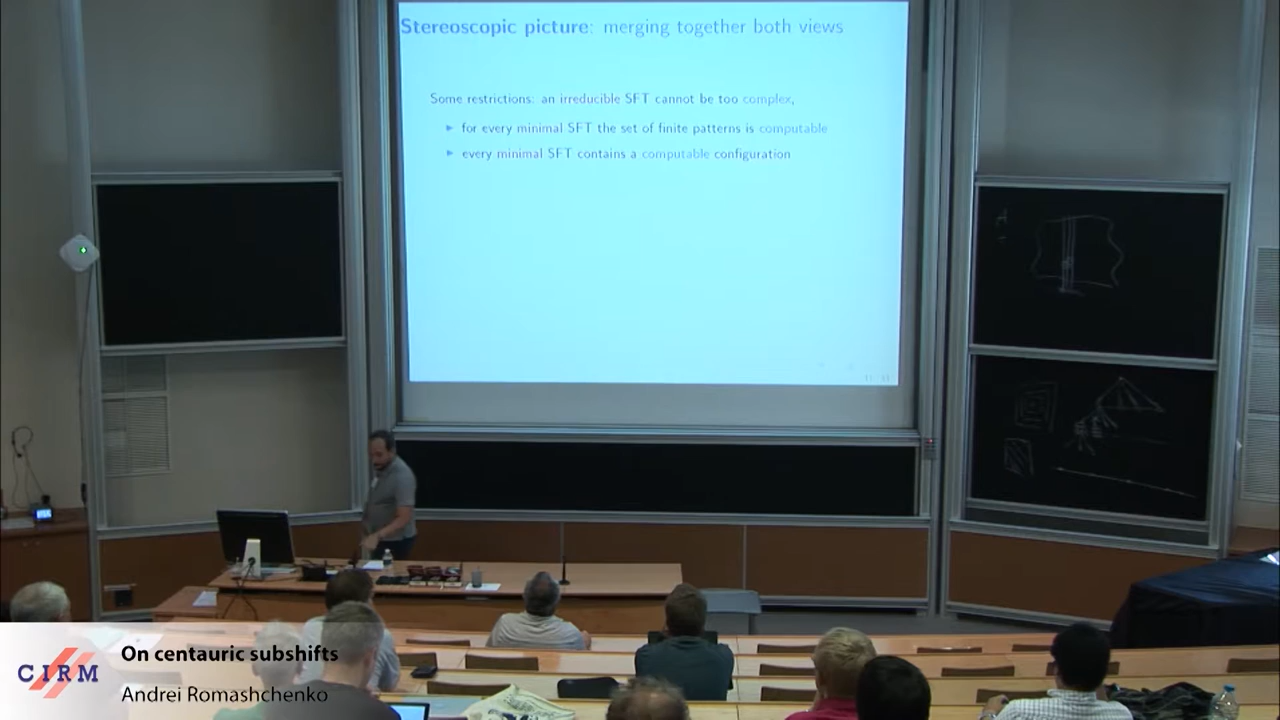 Stereoscopic picture: merging together both views
Some restrictions: an irreducible SFT cannot be too complex,
for every minimal SFT the set of finite patterns is computable
every minimal SFT contains a computable configuration
CIRM
On centauric subshifts
Andrei Romashchenko